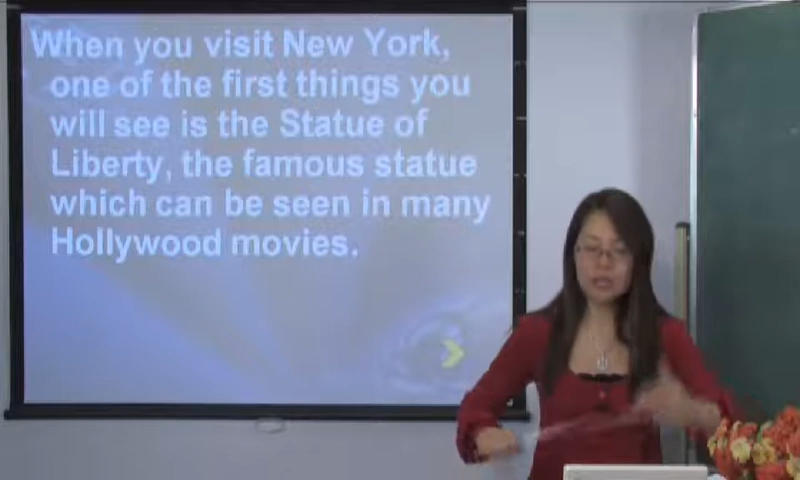 When you visit New York,
one of the first things you
will see is the Statue of
Liberty, the famous statue
which can be seen in many
Hollywood movies.